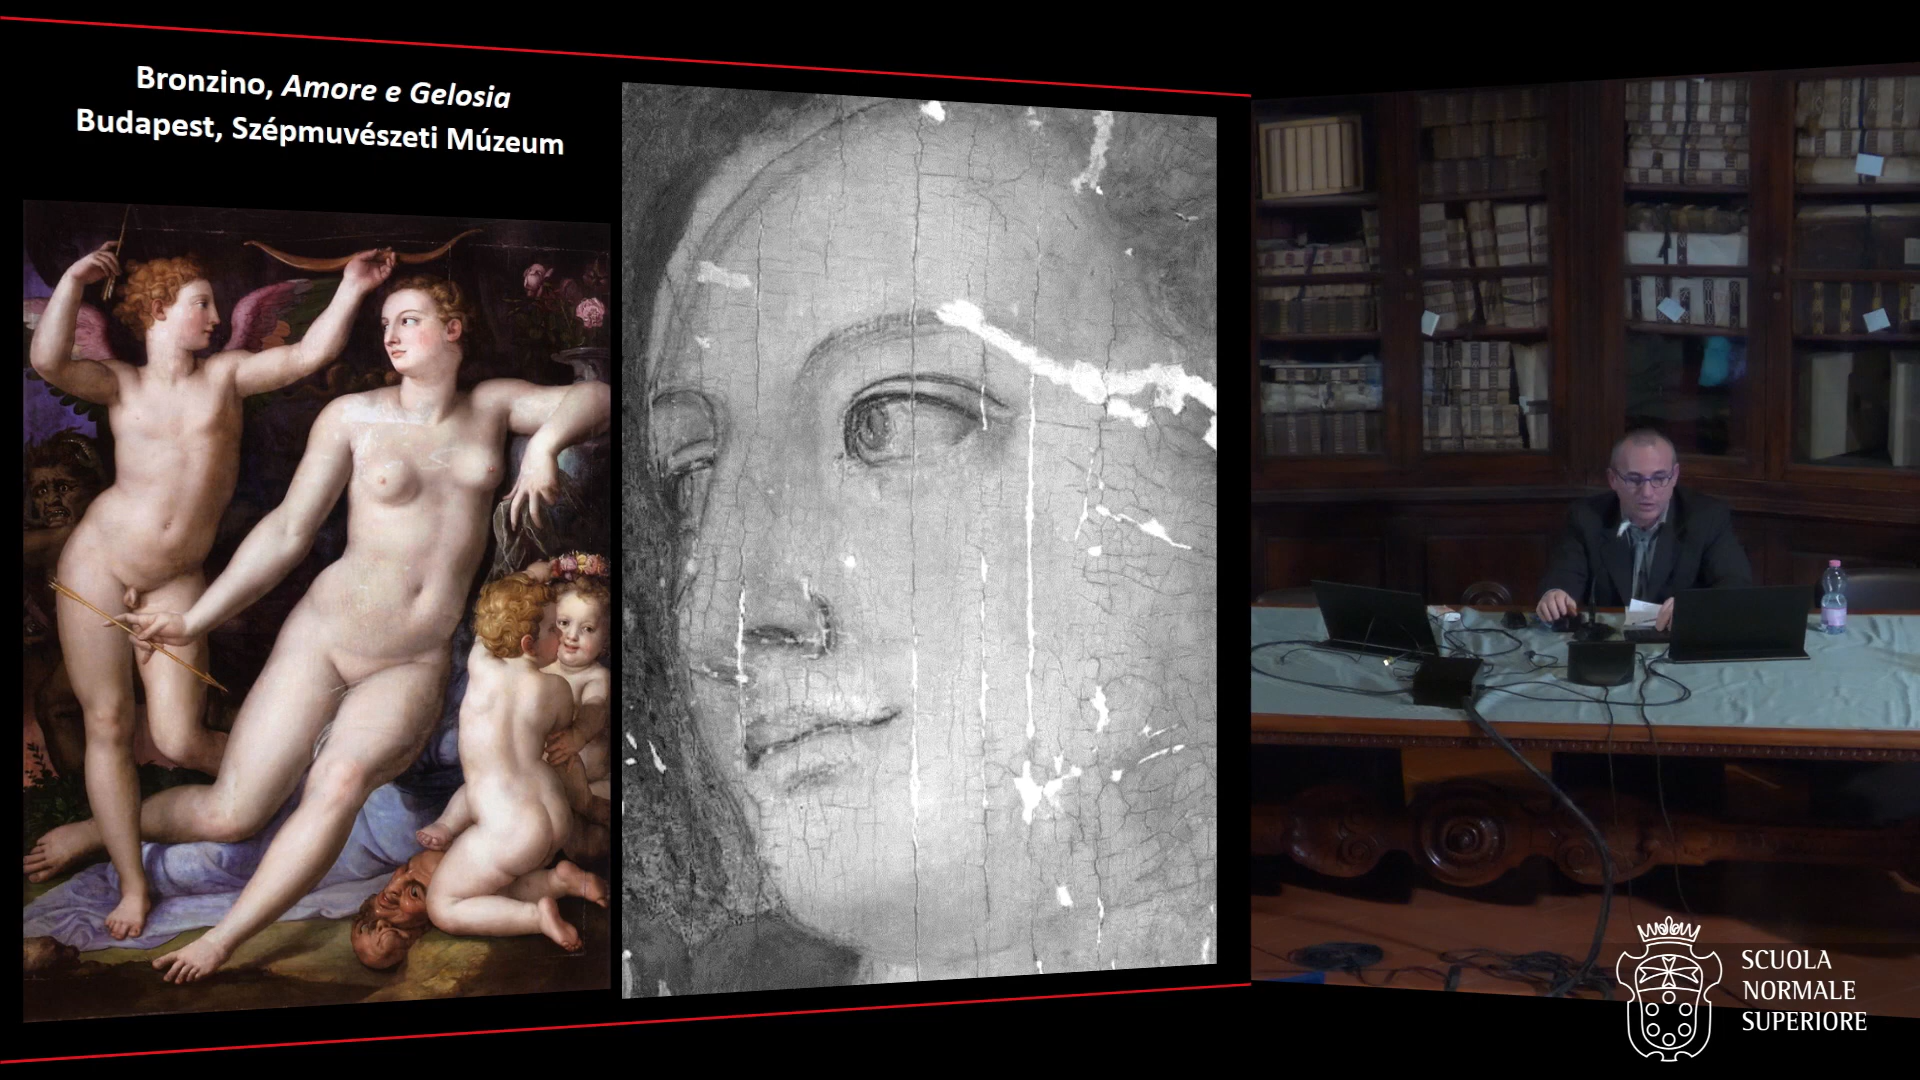 Bronzino, Amore e Gelosia
Budapest, Szépmuvészeti Múzeum
SCUOLA
NORMALE
SUPERIORE